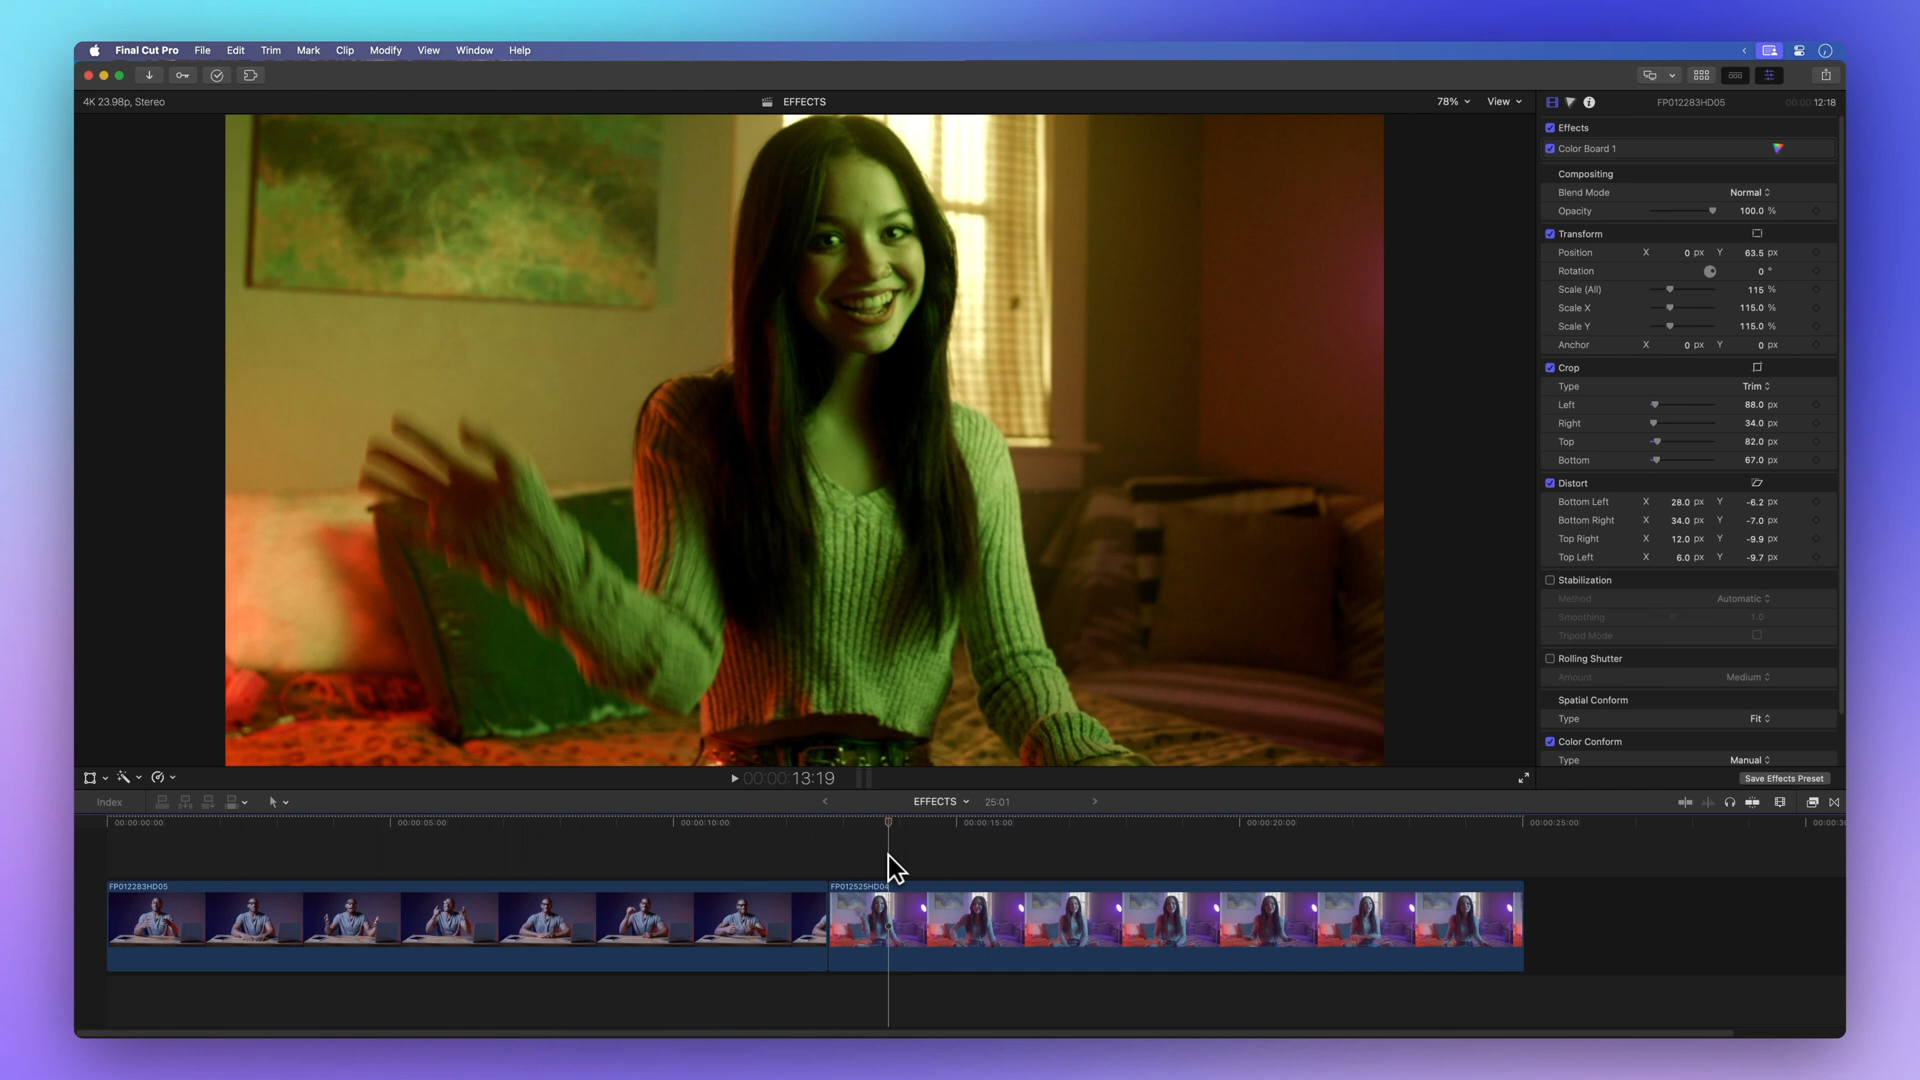 Final Cut Pro File Edit Trim Mark Clip Modify View Window Help
4K 23.98p, Stereo
EFFECTS
78% View
FP012283HD05
00:00:12:18
Effects
Color Board 1
Compositing
Blend Mode Normal
Opacity 100.0 %
Transform
Position X 0 px Y 63.5 px
Rotation 0 °
Scale (All) 115 %
Scale X 115.0 %
Scale Y 115.0 %
Anchor X 0 px Y 0 px
Crop
Type Trim
Left 88.0 px
Right 34.0 px
Top 82.0 px
Bottom 67.0 px
Distort
Bottom Left X 28.0 px Y -6.2 px
Bottom Right X 34.0 px Y -7.0 px
Top Right X 12.0 px Y -9.9 px
Top Left X 6.0 px Y -9.7 px
Stabilization
Method Automatic
Smoothing 1.0
Tripod Mode
Rolling Shutter
Amount Medium
Spatial Conform
Type Fit
Color Conform
Type Manual
00:00:13:19
Save Effects Preset
Index
EFFECTS 25:01
00:00:00:00 00:00:05:00 00:00:10:00 00:00:15:00 00:00:20:00 00:00:25:00
FP012283HD05
FP012525HD04